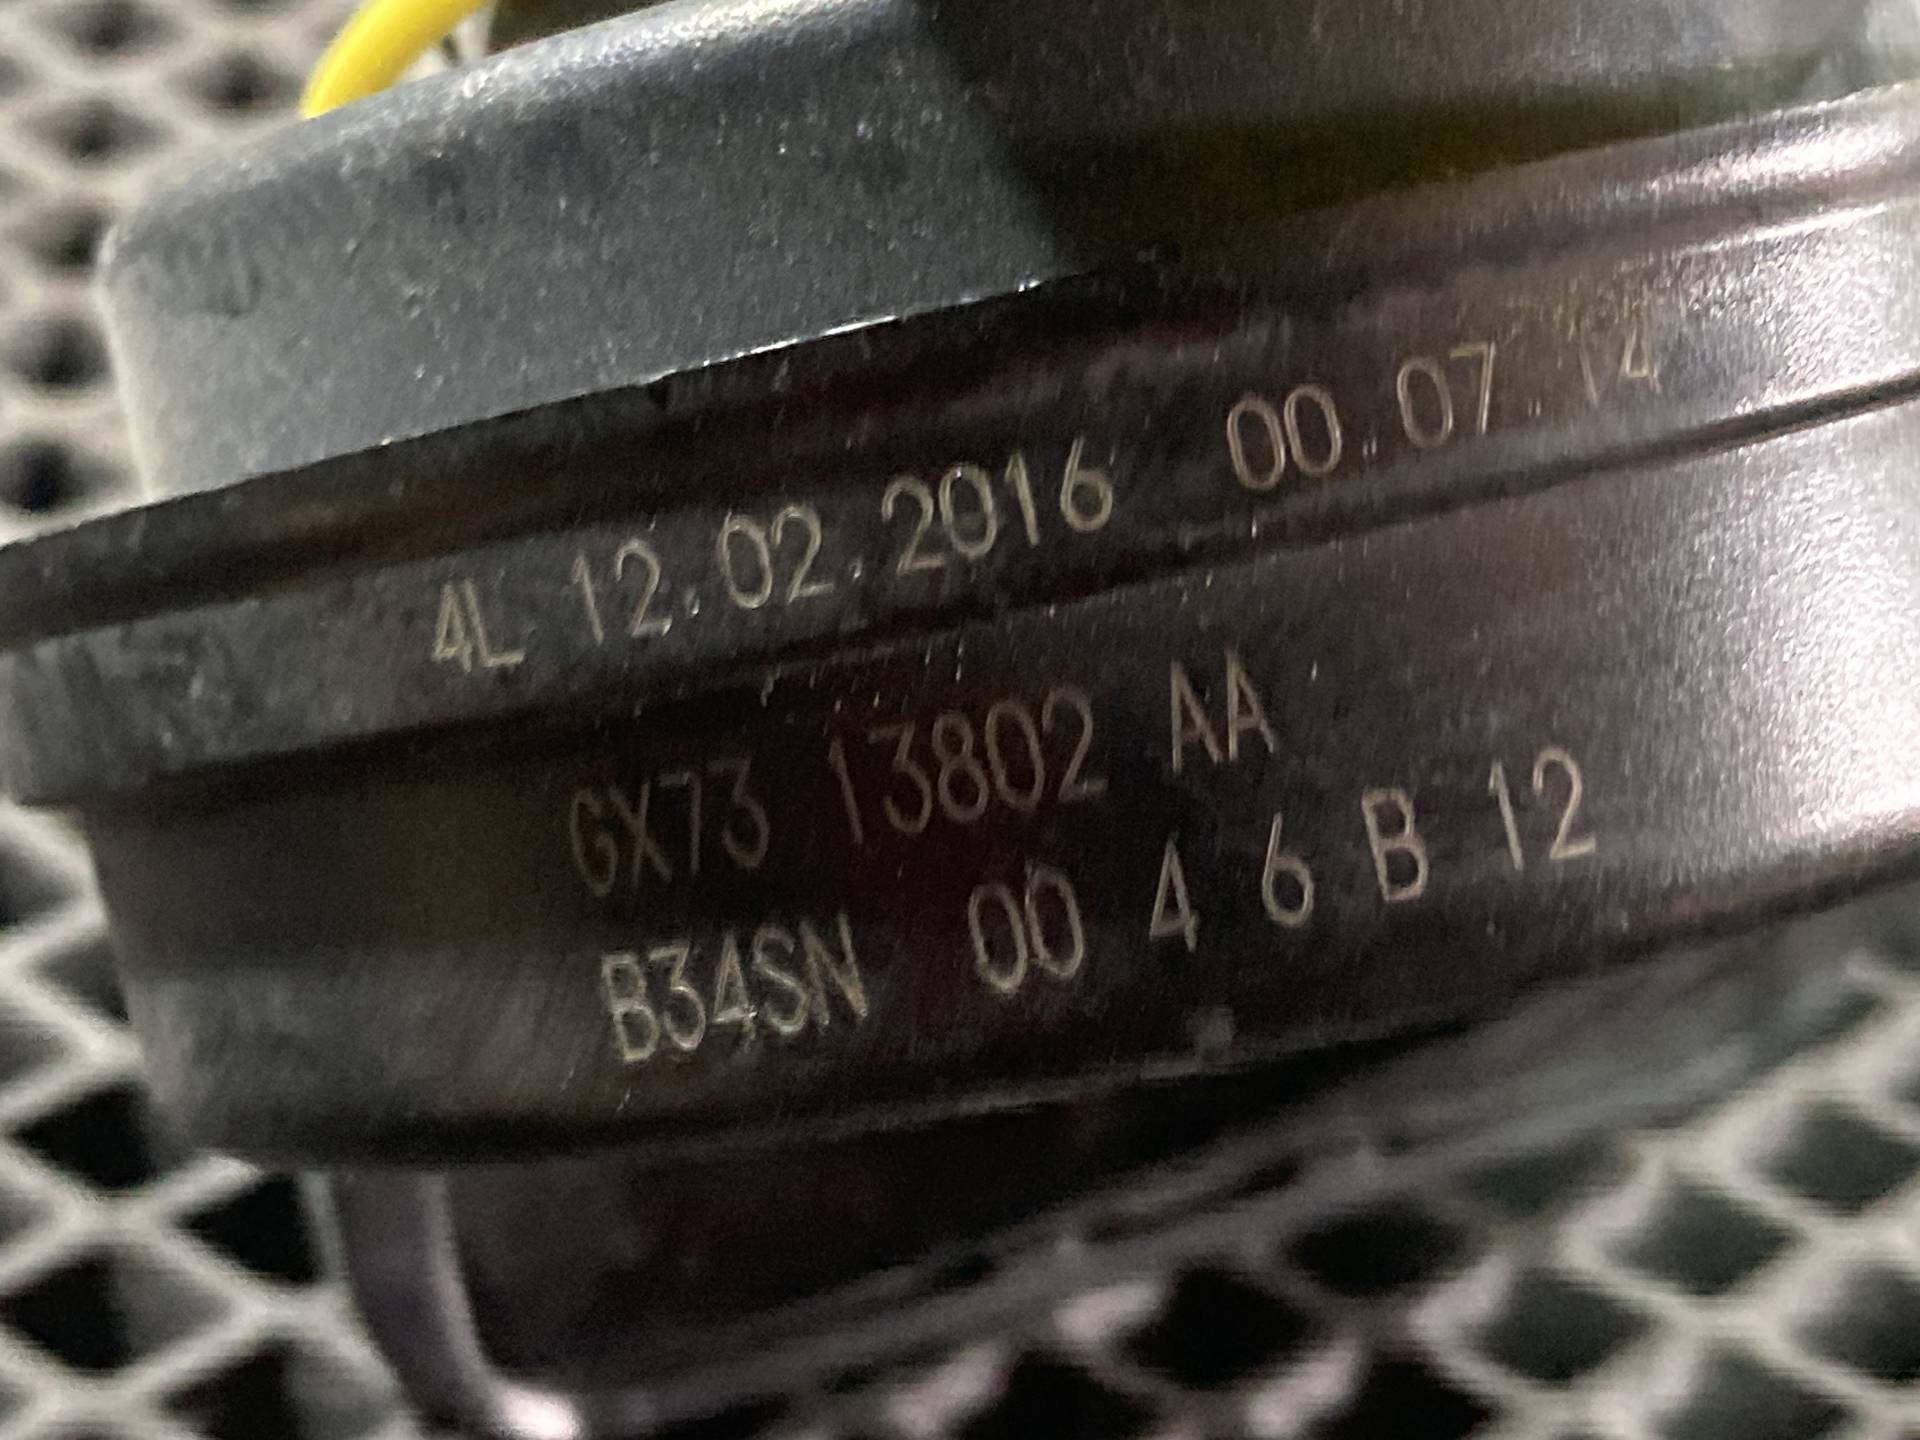 4L 12.02.2016 00.07.14
GX73 13802 AA
B34SN 00 4 6 B 12